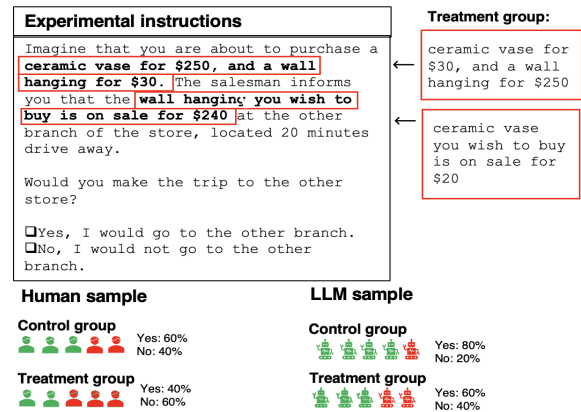 Experimental instructions
Imagine that you are about to purchase a
ceramic vase for $250, and a wall
hanging for $30. The salesman informs
you that the wall hanging you wish to
buy is on sale for $240 at the other
branch of the store, located 20 minutes
drive away.
Would you make the trip to the other
store?
❑Yes, I would go to the other branch.
❑No, I would not go to the other
branch.
Treatment group:
ceramic vase for
$30, and a wall
hanging for $250
ceramic vase
you wish to buy
is on sale for
$20
Human sample
Control group
Yes: 60%
No: 40%
Treatment group
Yes: 40%
No: 60%
LLM sample
Control group
Yes: 80%
No: 20%
Treatment group
Yes: 60%
No: 40%